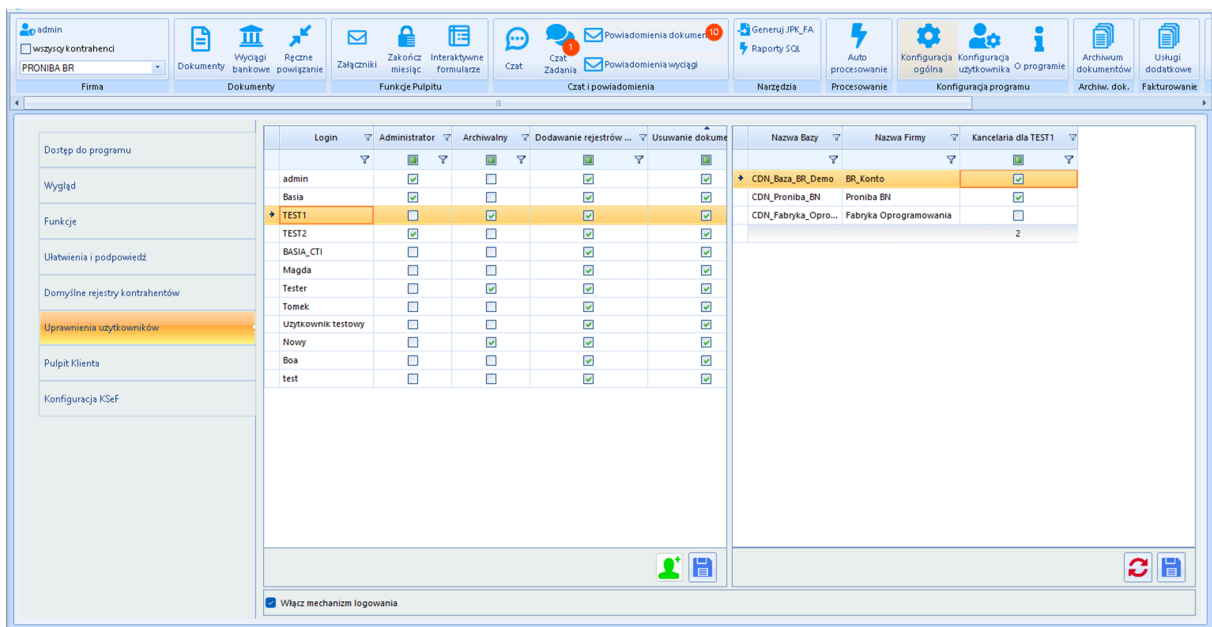 admin
wszyscy kontrahenci
PRONIBA BR
Firma
Dokumenty
Wyciągi bankowe
Ręczne powiązanie
Dokumenty
Załączniki
Zakończ miesiąc
Interaktywne formularze
Funkcje Pulpitu
Czat
Czat Zadania
1
Powiadomienia dokumen
10
Powiadomienia wyciągi
Czat i powiadomienia
Generuj JPK_FA
Raporty SQL
Narzędzia
Auto procesowanie
Procesowanie
Konfiguracja ogólna
Konfiguracja użytkownika
O programie
Konfiguracja programu
Archiwum dokumentów
Archiw. dok.
Usługi dodatkowe
Fakturowanie
Dostęp do programu
Wygląd
Funkcje
Ułatwienia i podpowiedź
Domyślne rejestry kontrahentów
Uprawnienia użytkowników
Pulpit Klienta
Konfiguracja KSeF
Login Administrator Archiwalny Dodawanie rejestrów ... Usuwanie dokume
admin
Basia
TEST1
TEST2
BASIA_CTI
Magda
Tester
Tomek
Użytkownik testowy
Nowy
Boa
test
Nazwa Bazy Nazwa Firmy Kancelaria dla TEST1
CDN_Baza_BR_Demo BR_Konto
CDN_Proniba_BN Proniba BN
CDN_Fabryka_Opro... Fabryka Oprogramowania
2
Włącz mechanizm logowania